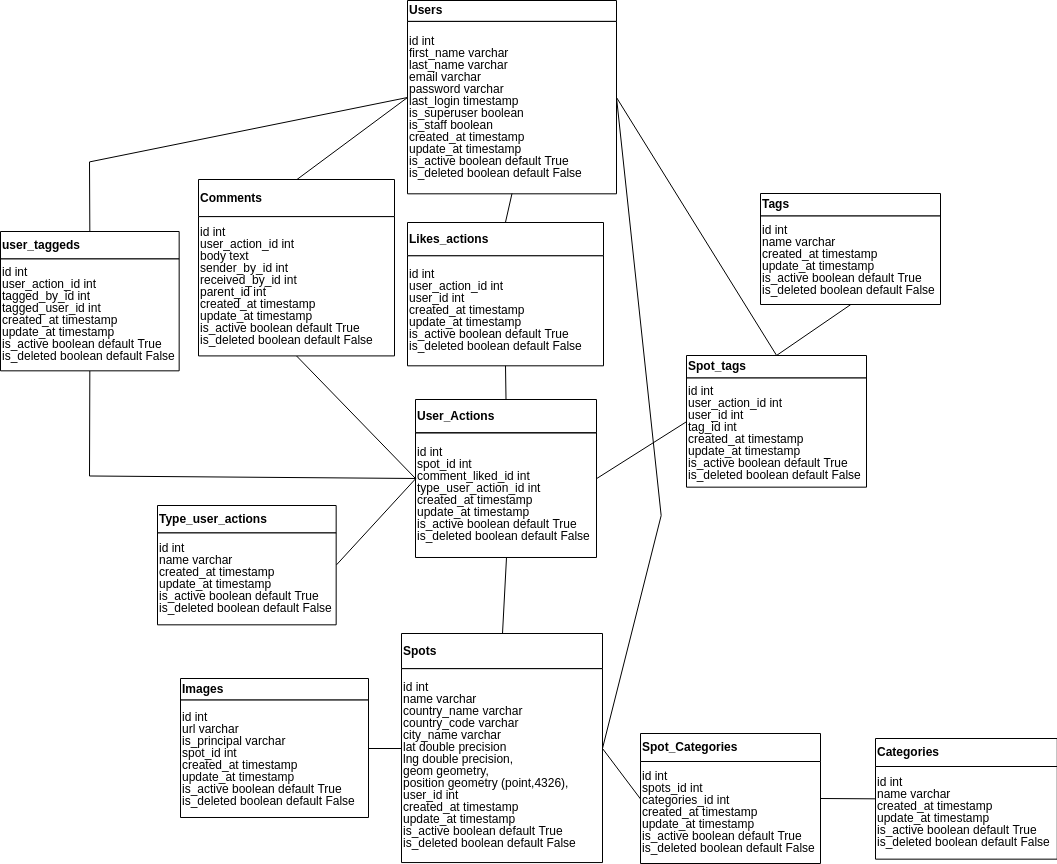 Users
id int
first_name varchar
last_name varchar
email varchar
password varchar
last_login timestamp
is_superuser boolean
is_staff boolean
created_at timestamp
update_at timestamp
is_active boolean default True
is_deleted boolean default False
Comments
id int
user_action_id int
body text
sender_by_id int
received_by_id int
parent_id int
created_at timestamp
update_at timestamp
is_active boolean default True
is_deleted boolean default False
Tags
id int
name varchar
created_at timestamp
update_at timestamp
is_active boolean default True
is_deleted boolean default False
user_taggeds
id int
user_action_id int
tagged_by_id int
tagged_user_id int
created_at timestamp
update_at timestamp
is_active boolean default True
is_deleted boolean default False
Likes_actions
id int
user_action_id int
user_id int
created_at timestamp
update_at timestamp
is_active boolean default True
is_deleted boolean default False
Spot_tags
id int
user_action_id int
user_id int
tag_id int
created_at timestamp
update_at timestamp
is_active boolean default True
is_deleted boolean default False
User_Actions
id int
spot_id int
comment_liked_id int
type_user_action_id int
created_at timestamp
update_at timestamp
is_active boolean default True
is_deleted boolean default False
Type_user_actions
id int
name varchar
created_at timestamp
update_at timestamp
is_active boolean default True
is_deleted boolean default False
Spots
id int
name varchar
country_name varchar
country_code varchar
city_name varchar
lat double precision
lng double precision,
geom geometry,
position geometry (point,4326),
user_id int
created_at timestamp
update_at timestamp
is_active boolean default True
is_deleted boolean default False
Images
id int
url varchar
is_principal varchar
spot_id int
created_at timestamp
update_at timestamp
is_active boolean default True
is_deleted boolean default False
Spot_Categories
id int
spots_id int
categories_id int
created_at timestamp
update_at timestamp
is_active boolean default True
is_deleted boolean default False
Categories
id int
name varchar
created_at timestamp
update_at timestamp
is_active boolean default True
is_deleted boolean default False